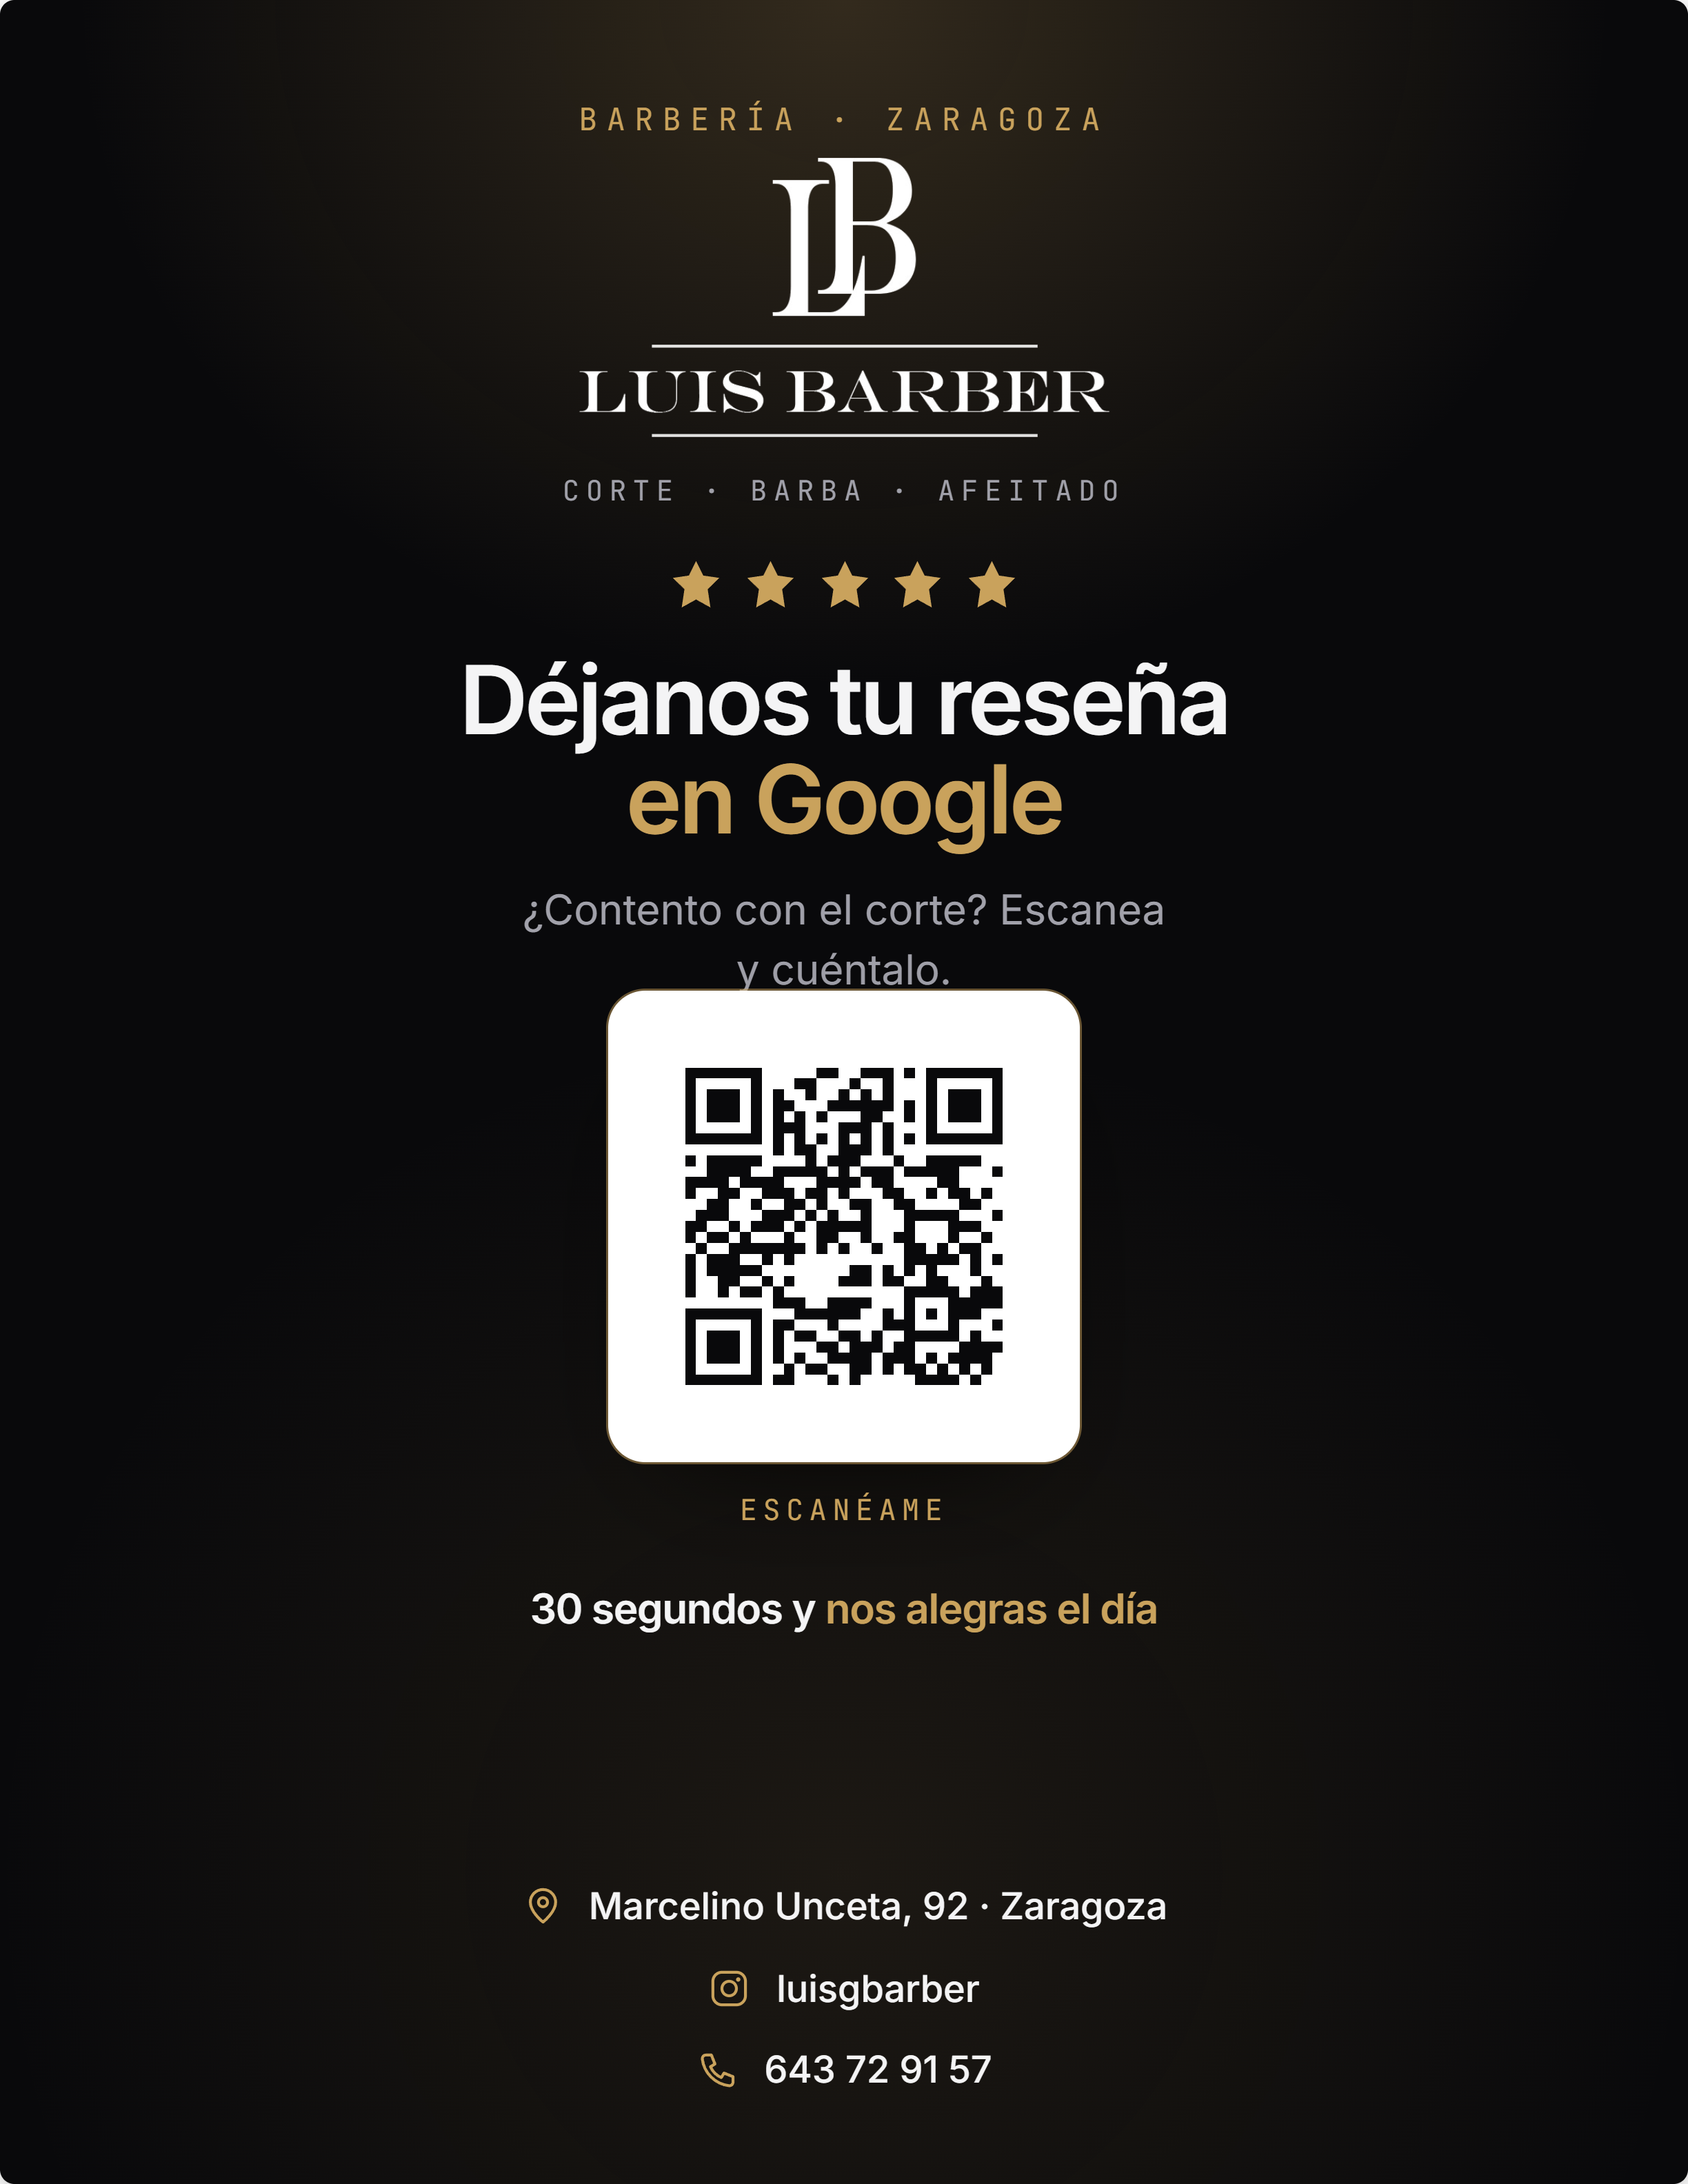 BARBERÍA · ZARAGOZA
LB
LUIS BARBER
CORTE · BARBA · AFEITADO
Déjanos tu reseña
en Google
¿Contento con el corte? Escanea
y cuéntalo.
ESCANÉAME
30 segundos y nos alegras el día
Marcelino Unceta, 92 · Zaragoza
luisgbarber
643 72 91 57